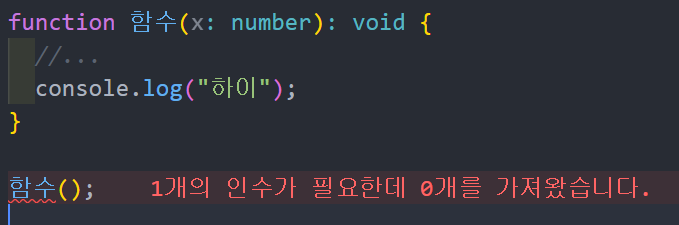 function 함수(x: number): void {
//...
console.log("하이");
}
함수(); 1개의 인수가 필요한데 0개를 가져왔습니다.